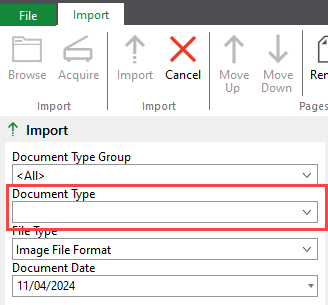 File Import
Browse Acquire Import Cancel Move Up Move Down
Import Import Pages
Import
Document Type Group
<All>
Document Type
File Type
Image File Format
Document Date
11/04/2024